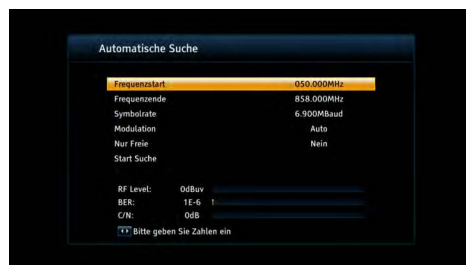 Automatische Suche
Frequenzstart 050.000MHz
Frequenzende 858.000MHz
Symbolrate 6.900MBaud
Modulation Auto
Nur Freie Nein
Start Suche
RF Level: 0dBuv
BER: 1E-6
C/N: 0dB
Bitte geben Sie Zahlen ein